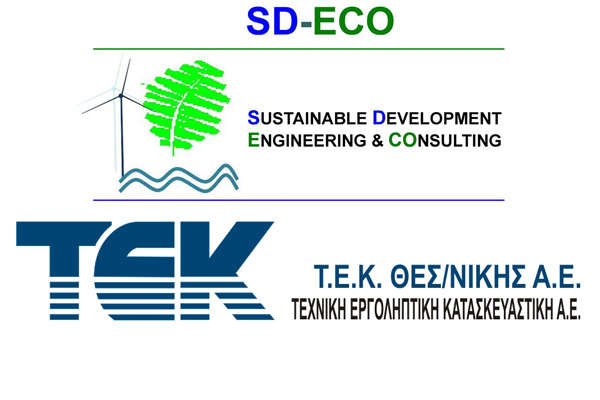 SD-ECO
SUSTAINABLE DEVELOPMENT
ENGINEERING & CONSULTING
ΤΕΚ
Τ.Ε.Κ. ΘΕΣ/ΝΙΚΗΣ Α.Ε.
ΤΕΧΝΙΚΗ ΕΡΓΟΛΗΠΤΙΚΗ ΚΑΤΑΣΚΕΥΑΣΤΙΚΗ Α.Ε.